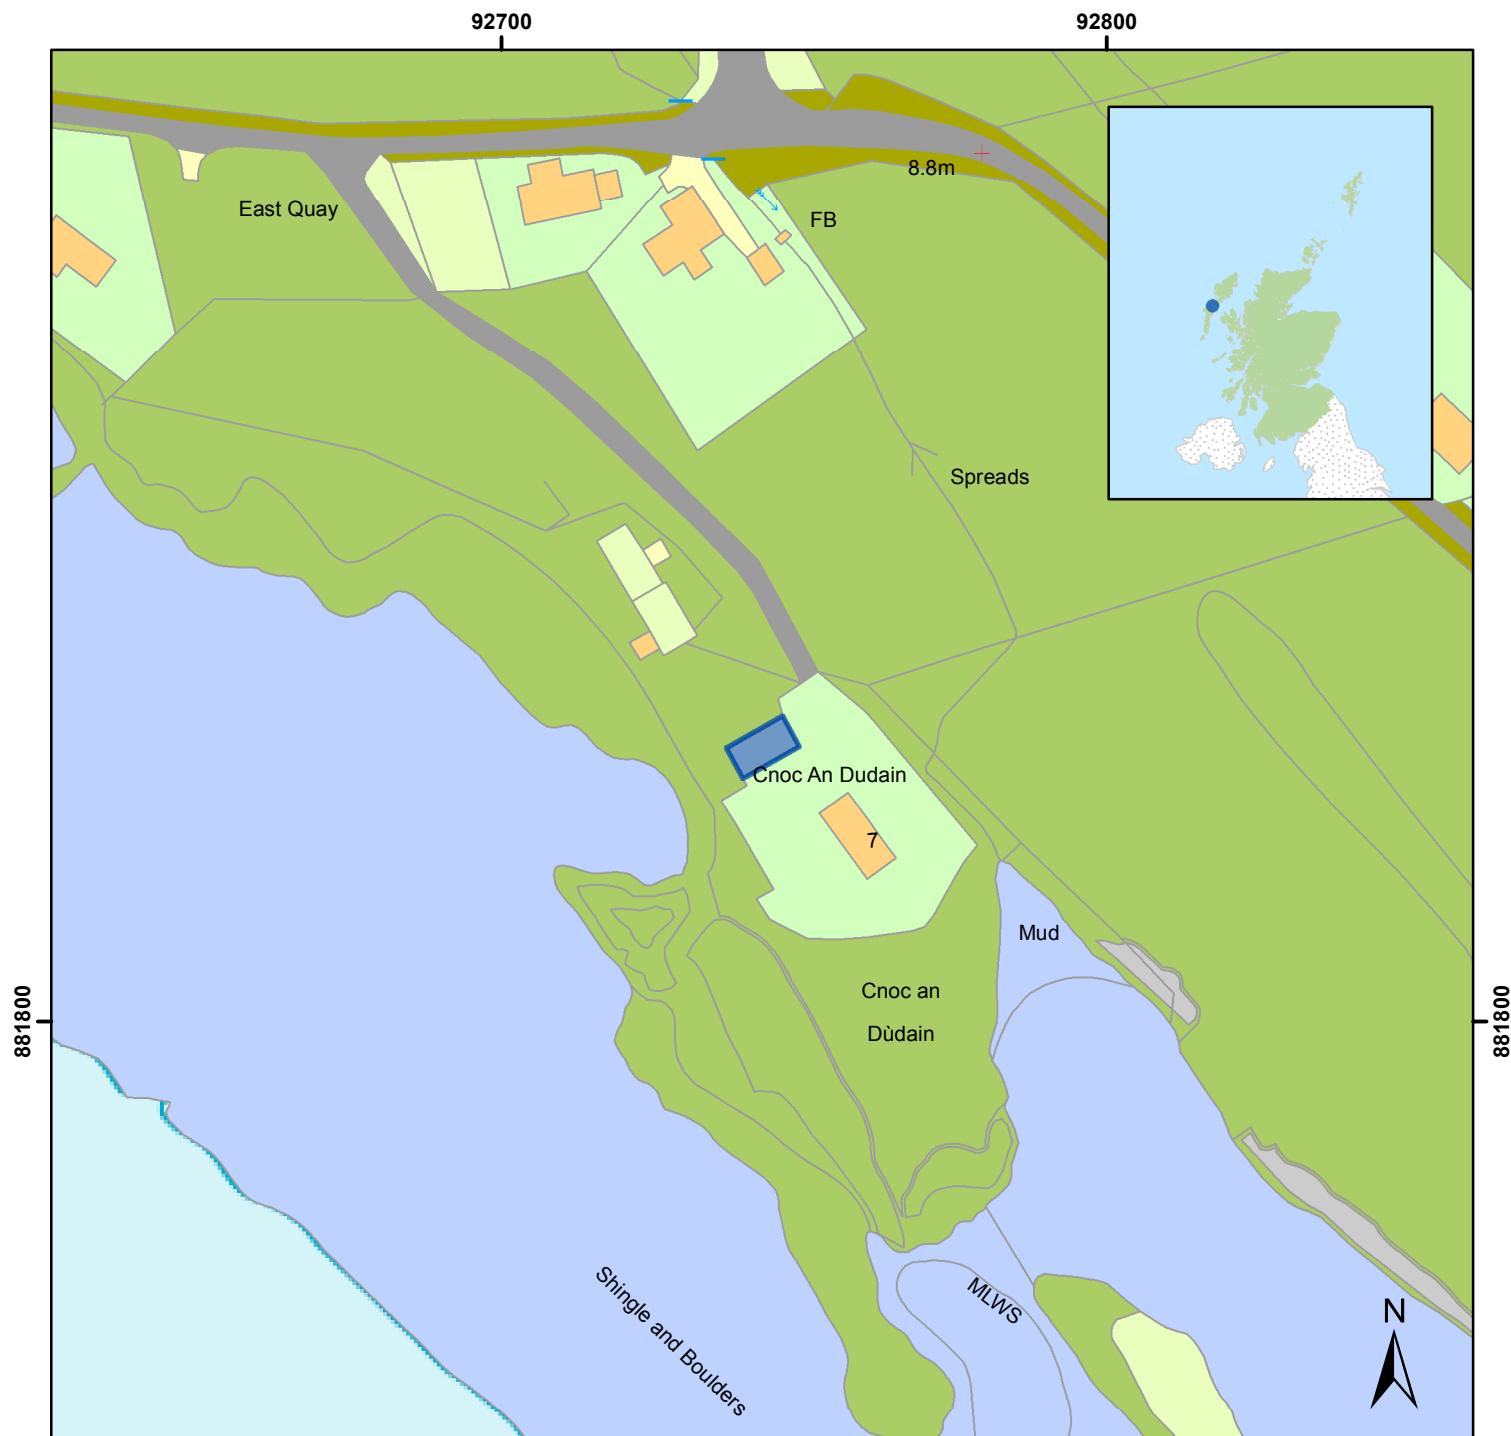 92700
92800
8.8m
East Quay
FB
Spreads
Cnoc An Dudain
7
Mud
Cnoc an
Dùdain
881800
881800
Shingle and Boulders
MLWS
N